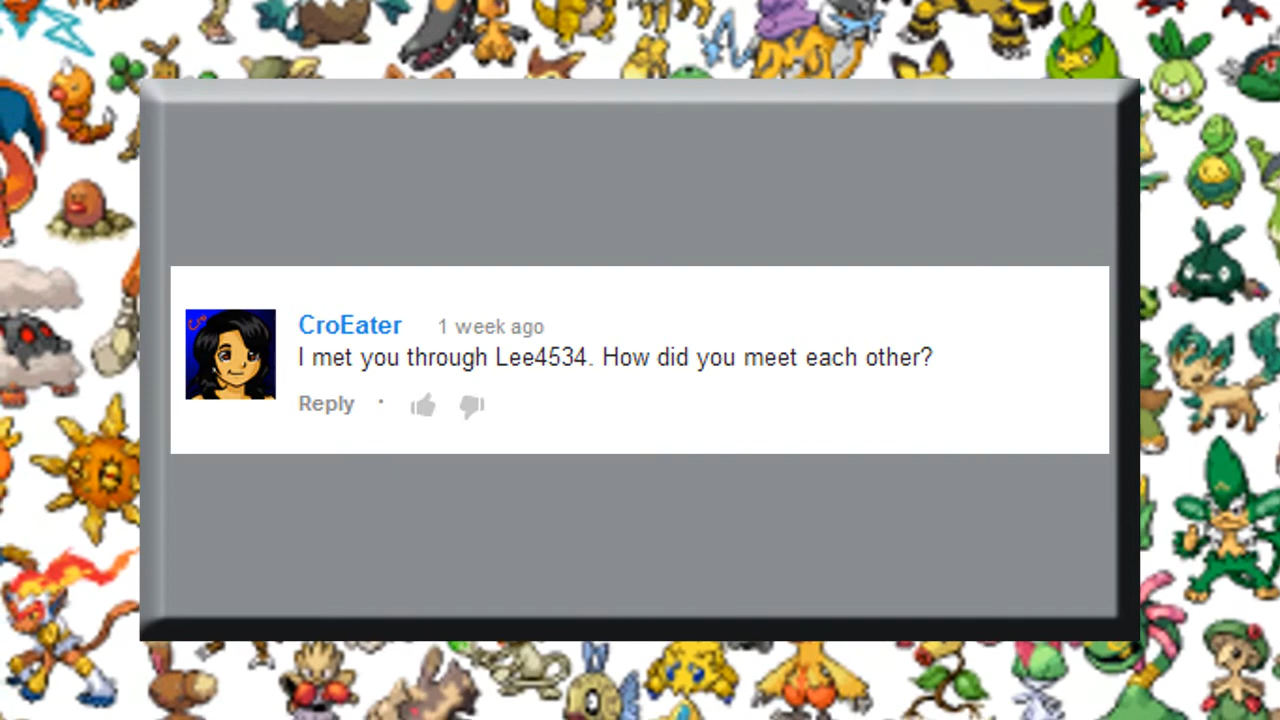 CroEater 1 week ago
I met you through Lee4534. How did you meet each other?
Reply ·